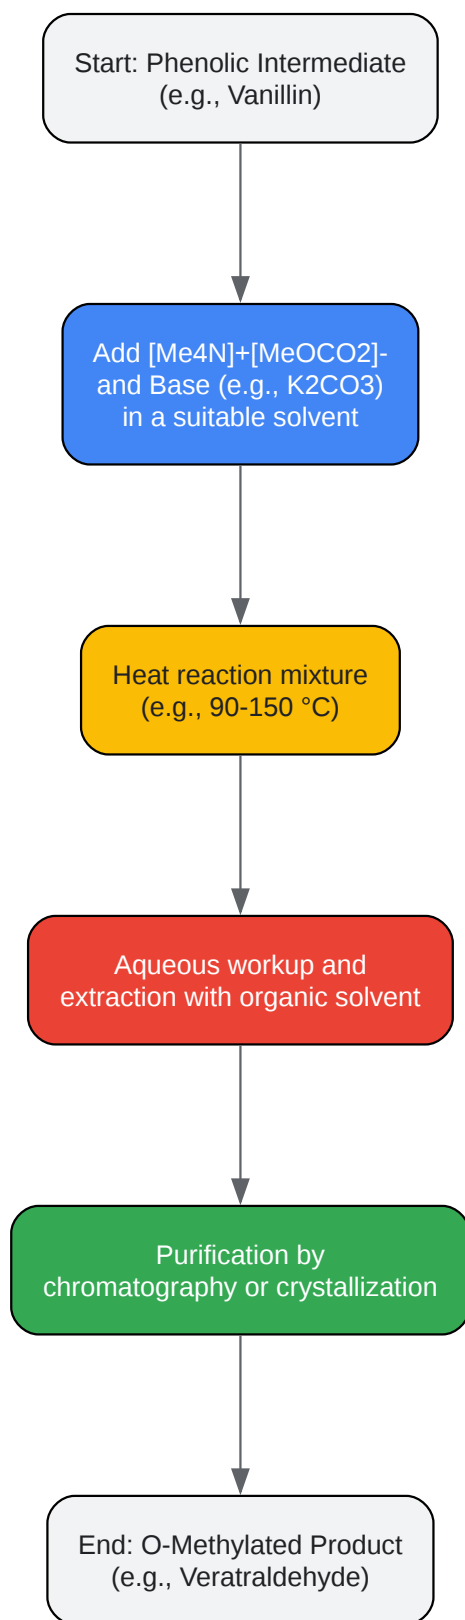 Start: Phenolic Intermediate
(e.g., Vanillin)
Add [Me4N]+[MeOCO2]-
and Base (e.g., K2CO3)
in a suitable solvent
Heat reaction mixture
(e.g., 90-150 °C)
Aqueous workup and
extraction with organic solvent
Purification by
chromatography or crystallization
End: O-Methylated Product
(e.g., Veratraldehyde)